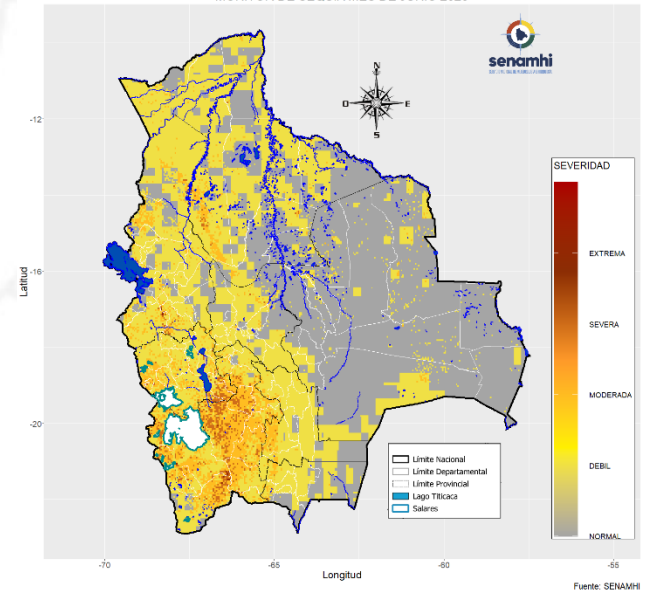 senamhi
N
O
E
S
SEVERIDAD
EXTREMA
SEVERA
MODERADA
DEBIL
NORMAL
-12
-16
-20
Latitud
Límite Nacional
Límite Departamental
Límite Provincial
Lago Titicaca
Salares
-70
-65
-60
-55
Longitud
Fuente: SENAMHI